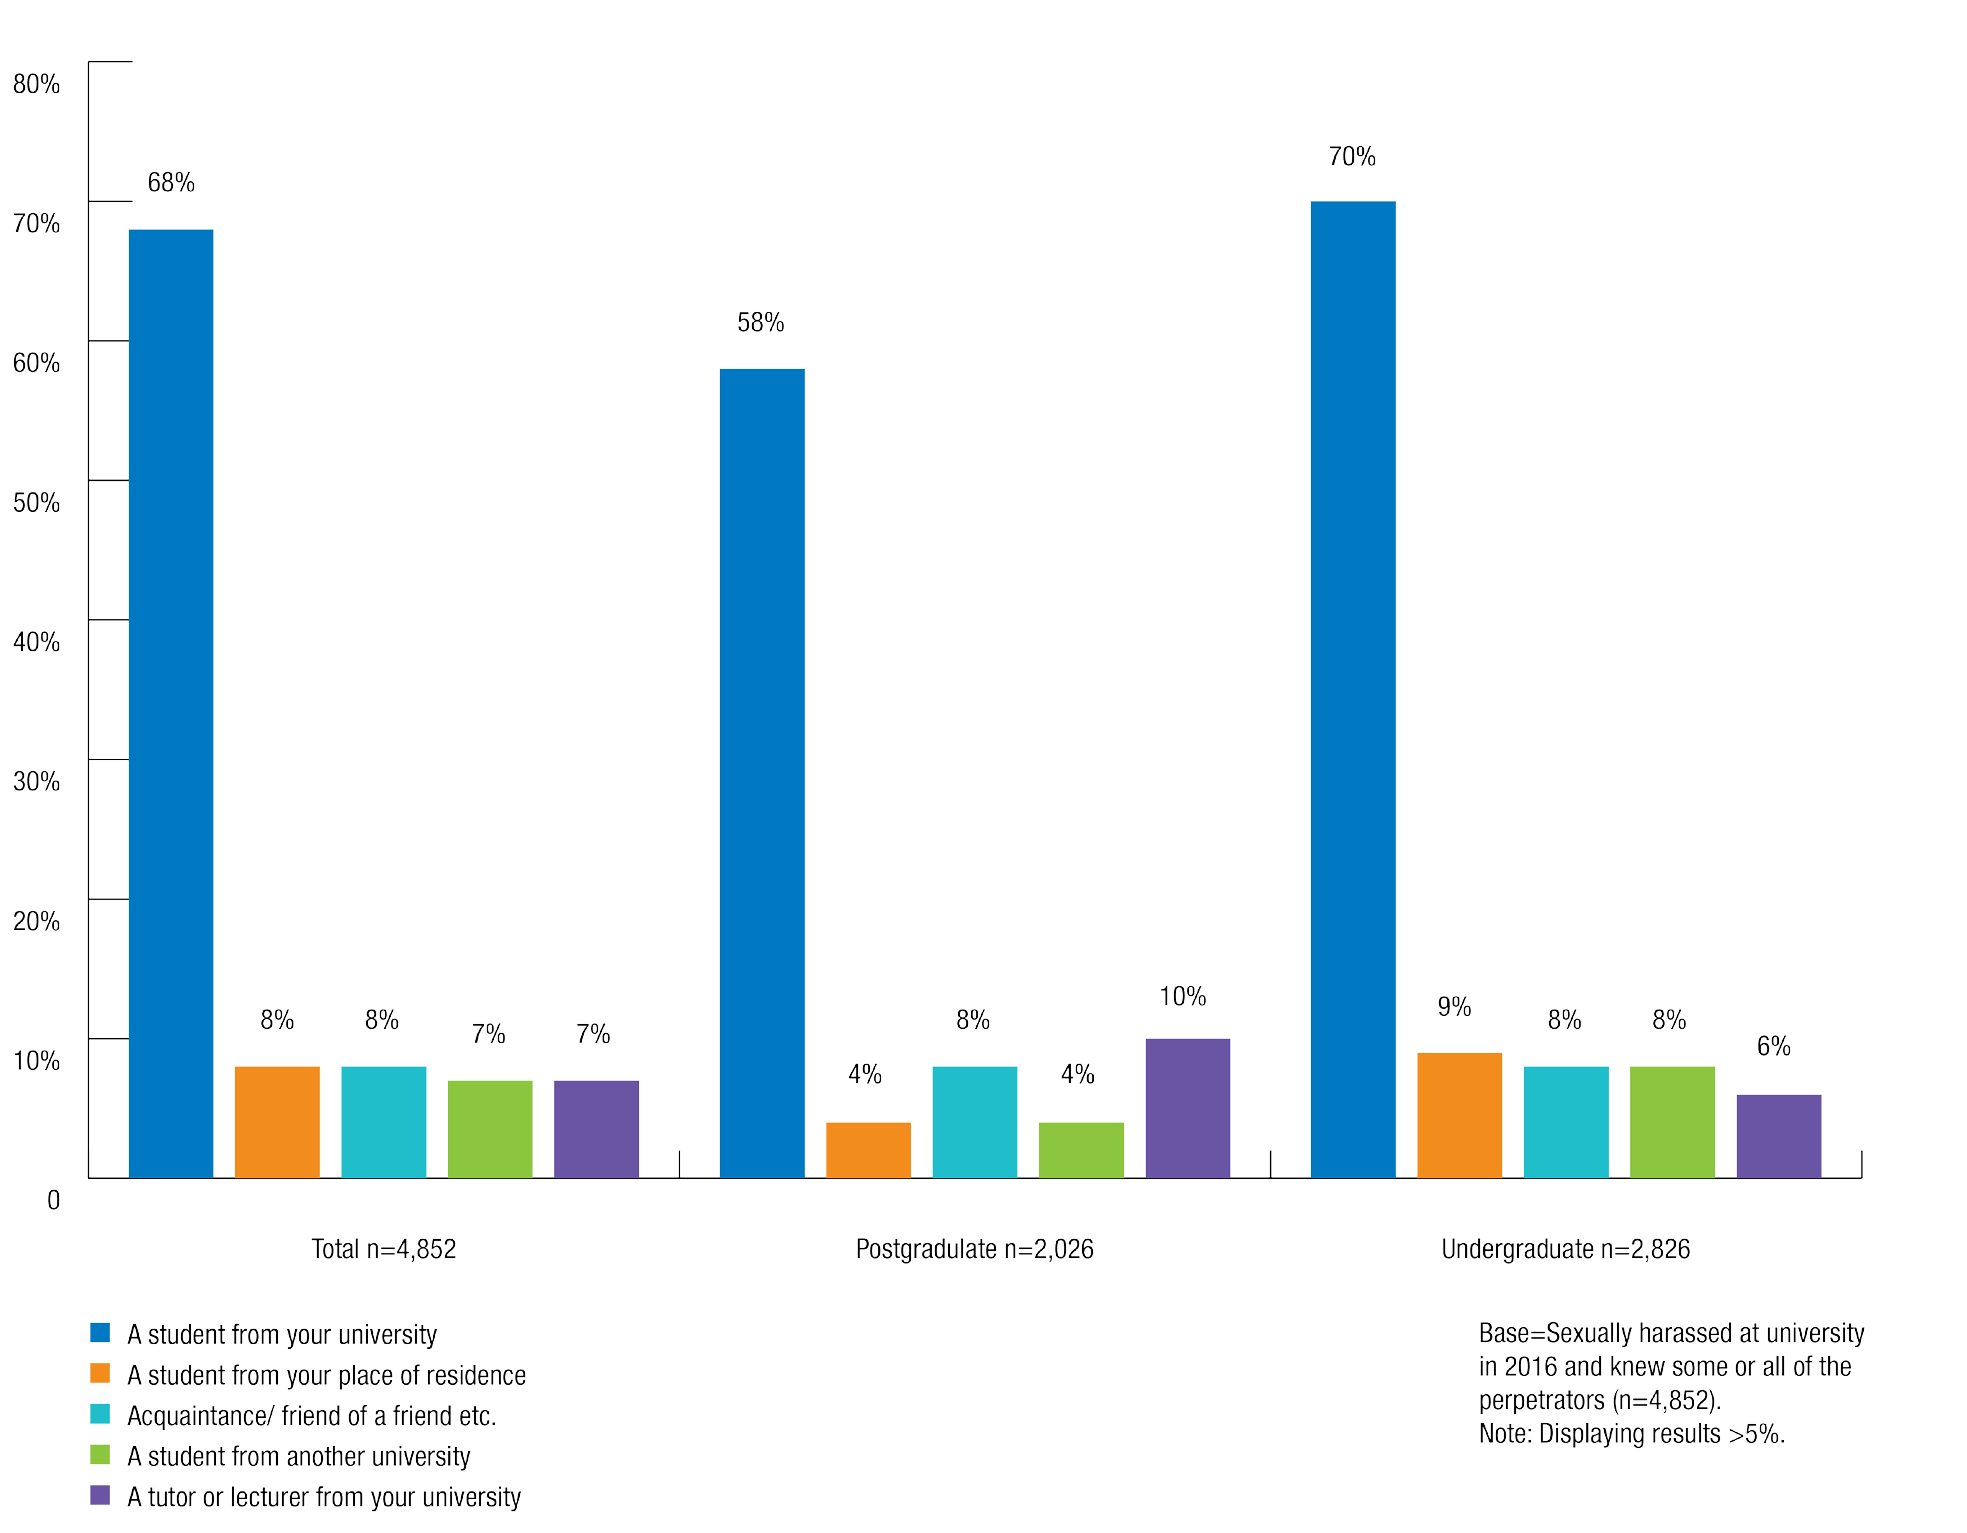 80%
70%
60%
50%
40%
30%
20%
10%
0
68%
8%
8%
7%
7%
58%
4%
8%
4%
10%
70%
9%
8%
8%
6%
Total n=4,852
Postgradulate n=2,026
Undergraduate n=2,826
A student from your university
A student from your place of residence
Acquaintance/ friend of a friend etc.
A student from another university
A tutor or lecturer from your university
Base=Sexually harassed at university
in 2016 and knew some or all of the
perpetrators (n=4,852).
Note: Displaying results >5%.